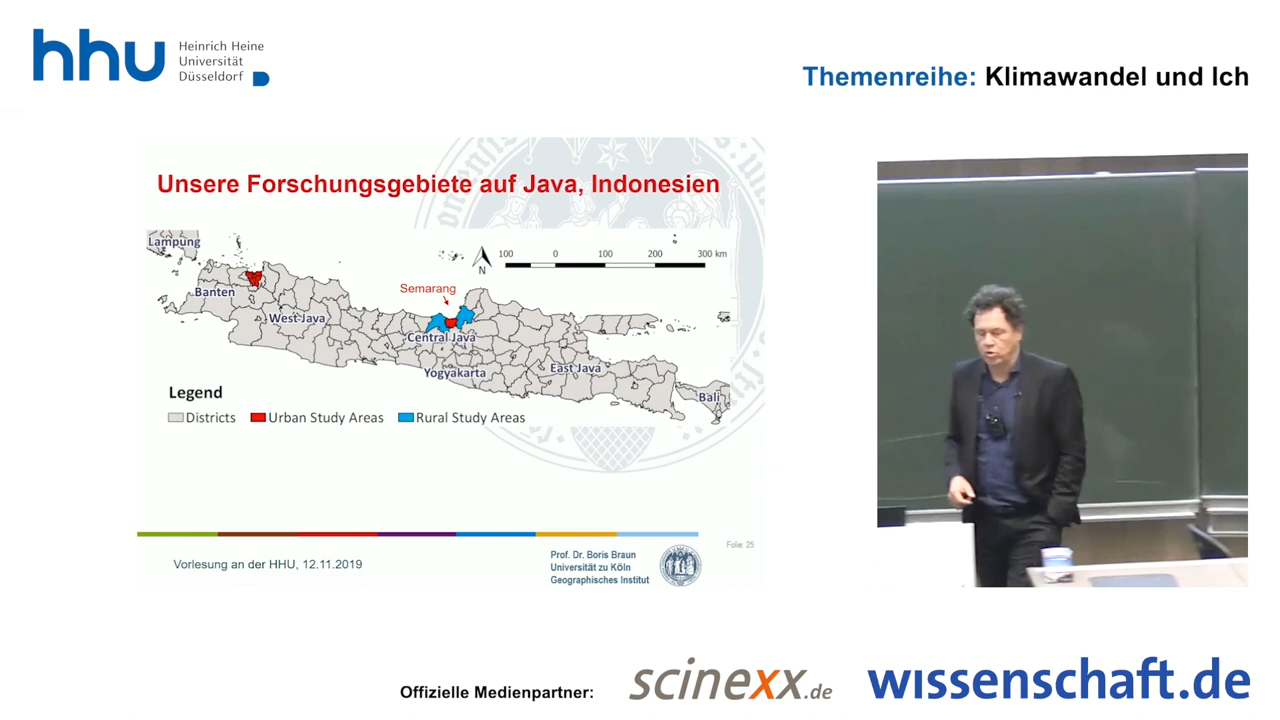 hhu Heinrich Heine
Universität
Düsseldorf
Themenreihe: Klimawandel und Ich
Unsere Forschungsgebiete auf Java, Indonesien
Lampung
N
100 0 100 200 300 km
Banten
Semarang
West Java
Central Java
Yogyakarta
East Java
Bali
Legend
Districts Urban Study Areas Rural Study Areas
Folie: 25
Vorlesung an der HHU, 12.11.2019
Prof. Dr. Boris Braun
Universität zu Köln
Geographisches Institut
Offizielle Medienpartner: scinexx.de wissenschaft.de